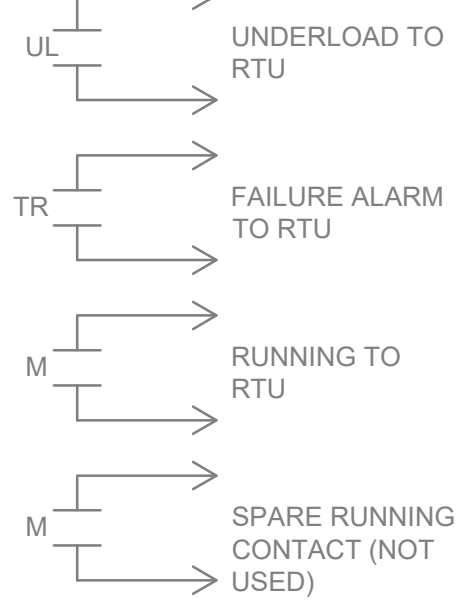 UL
UNDERLOAD TO
RTU
TR
FAILURE ALARM
TO RTU
M
RUNNING TO
RTU
M
SPARE RUNNING
CONTACT (NOT
USED)